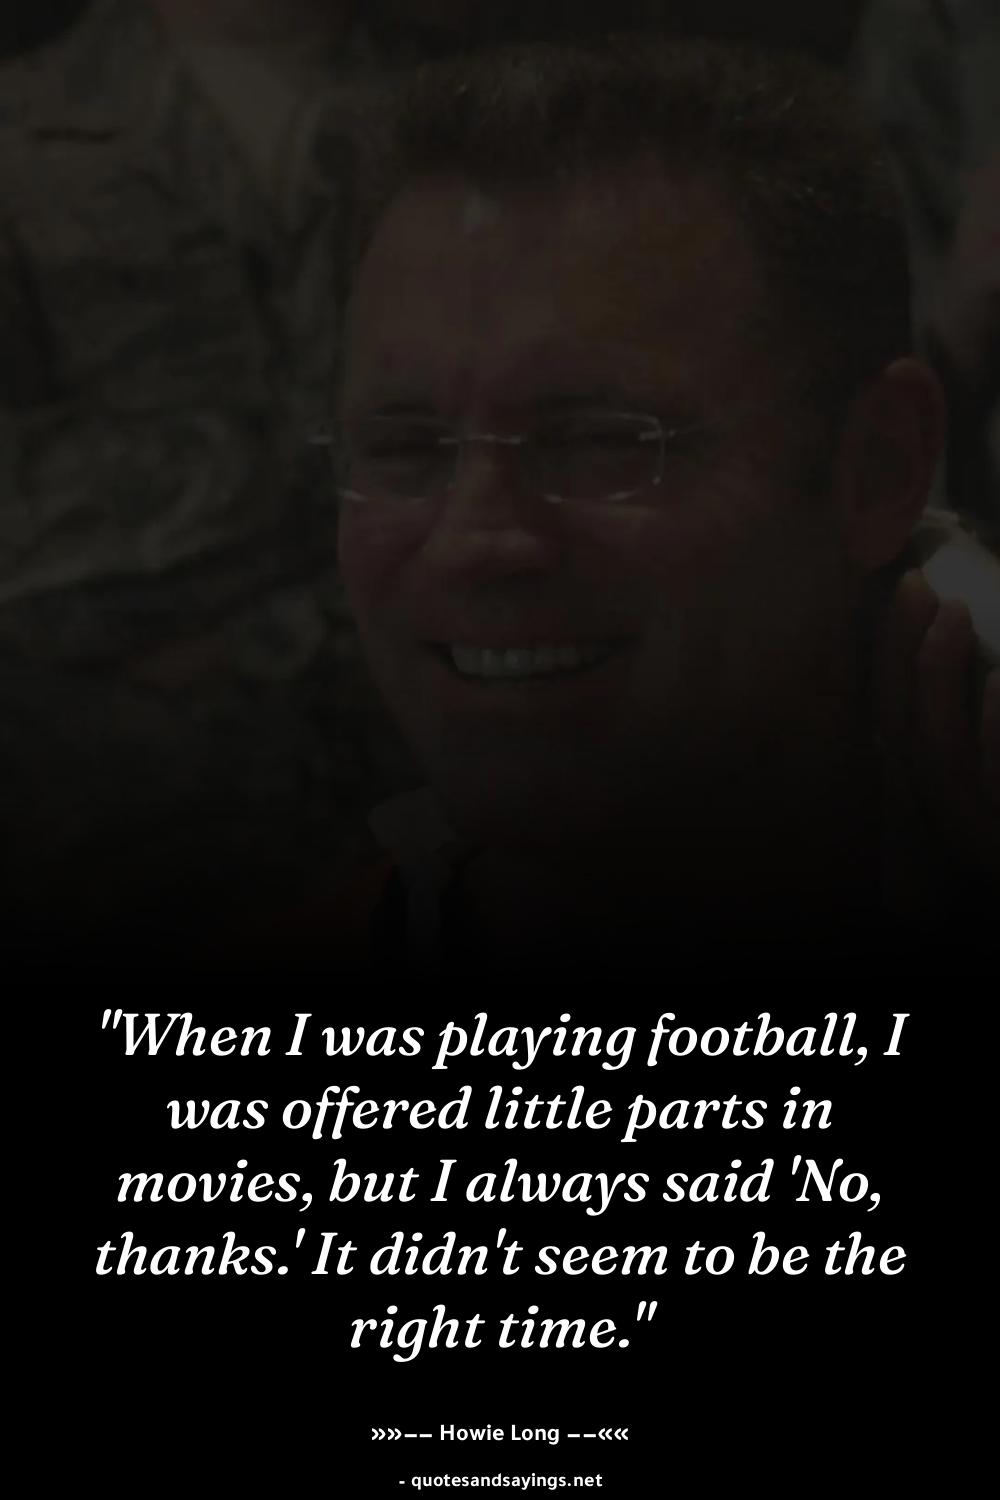 "When I was playing football, I
was offered little parts in
movies, but I always said 'No,
thanks.' It didn't seem to be the
right time."
»»–– Howie Long ––««
- quotesandsayings.net